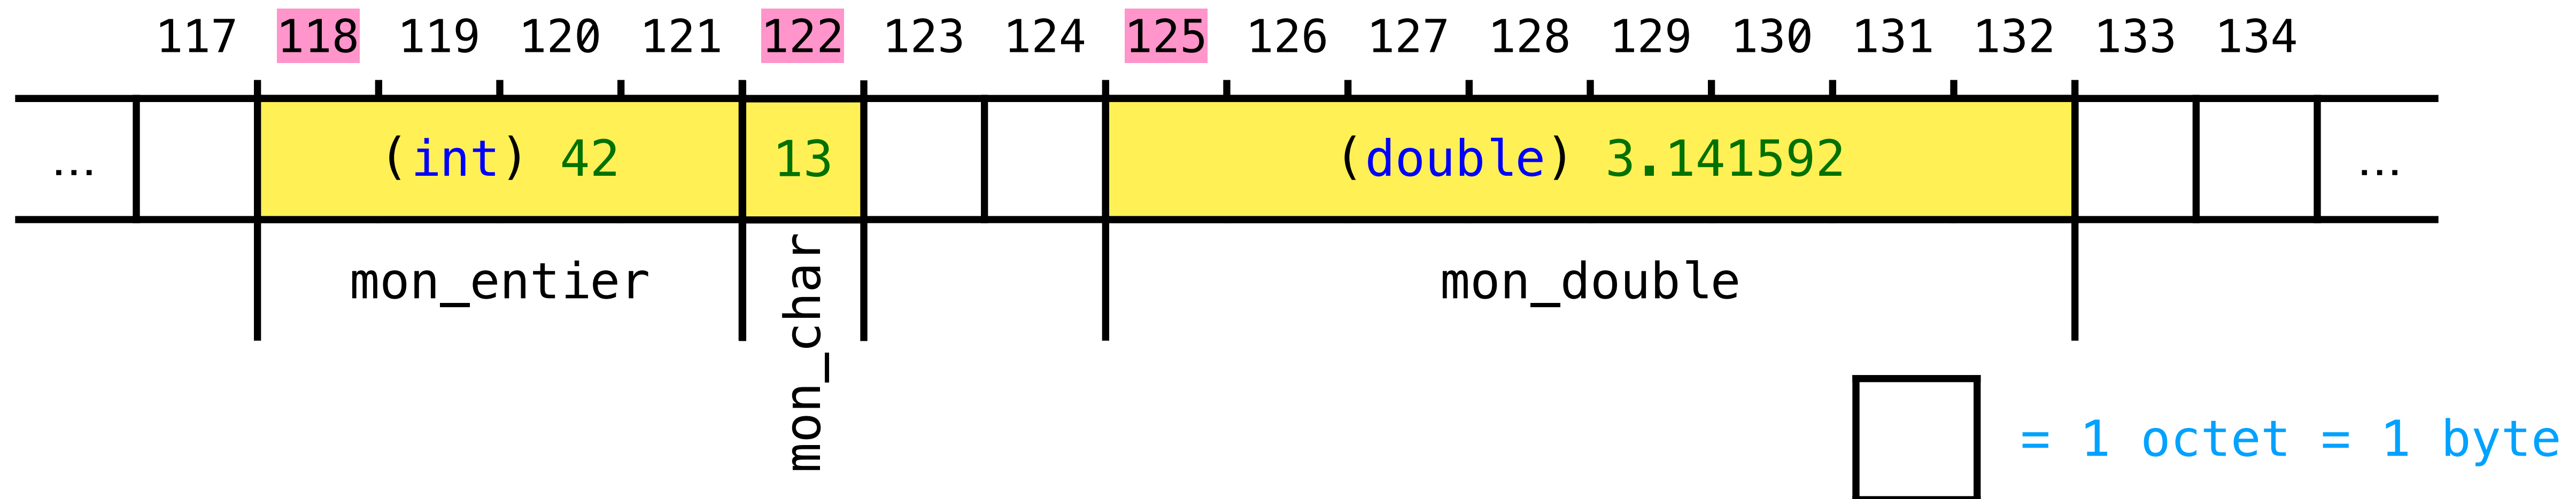 117 118 119 120 121 122 123 124 125 126 127 128 129 130 131 132 133 134
... (int) 42 13 (double) 3.141592 ...
mon_entier mon_char mon_double
= 1 octet = 1 byte